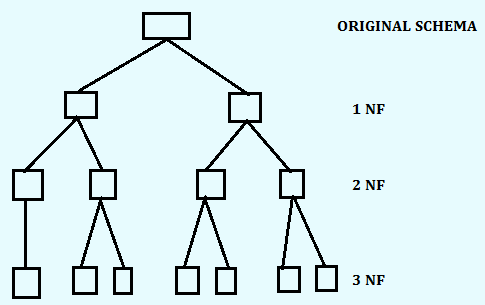 ORIGINAL SCHEMA
1 NF
2 NF
3 NF